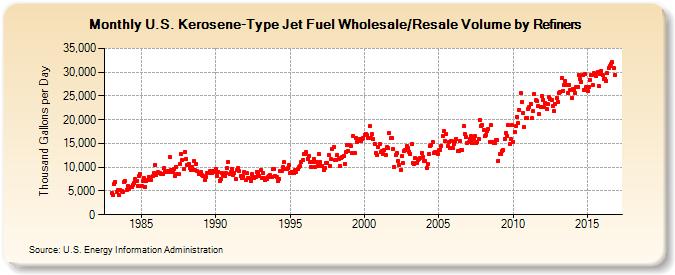 Monthly U.S. Kerosene-Type Jet Fuel Wholesale/Resale Volume by Refiners
Thousand Gallons per Day
35,000
30,000
25,000
20,000
15,000
10,000
5,000
0
1985 1990 1995 2000 2005 2010 2015
Source: U.S. Energy Information Administration